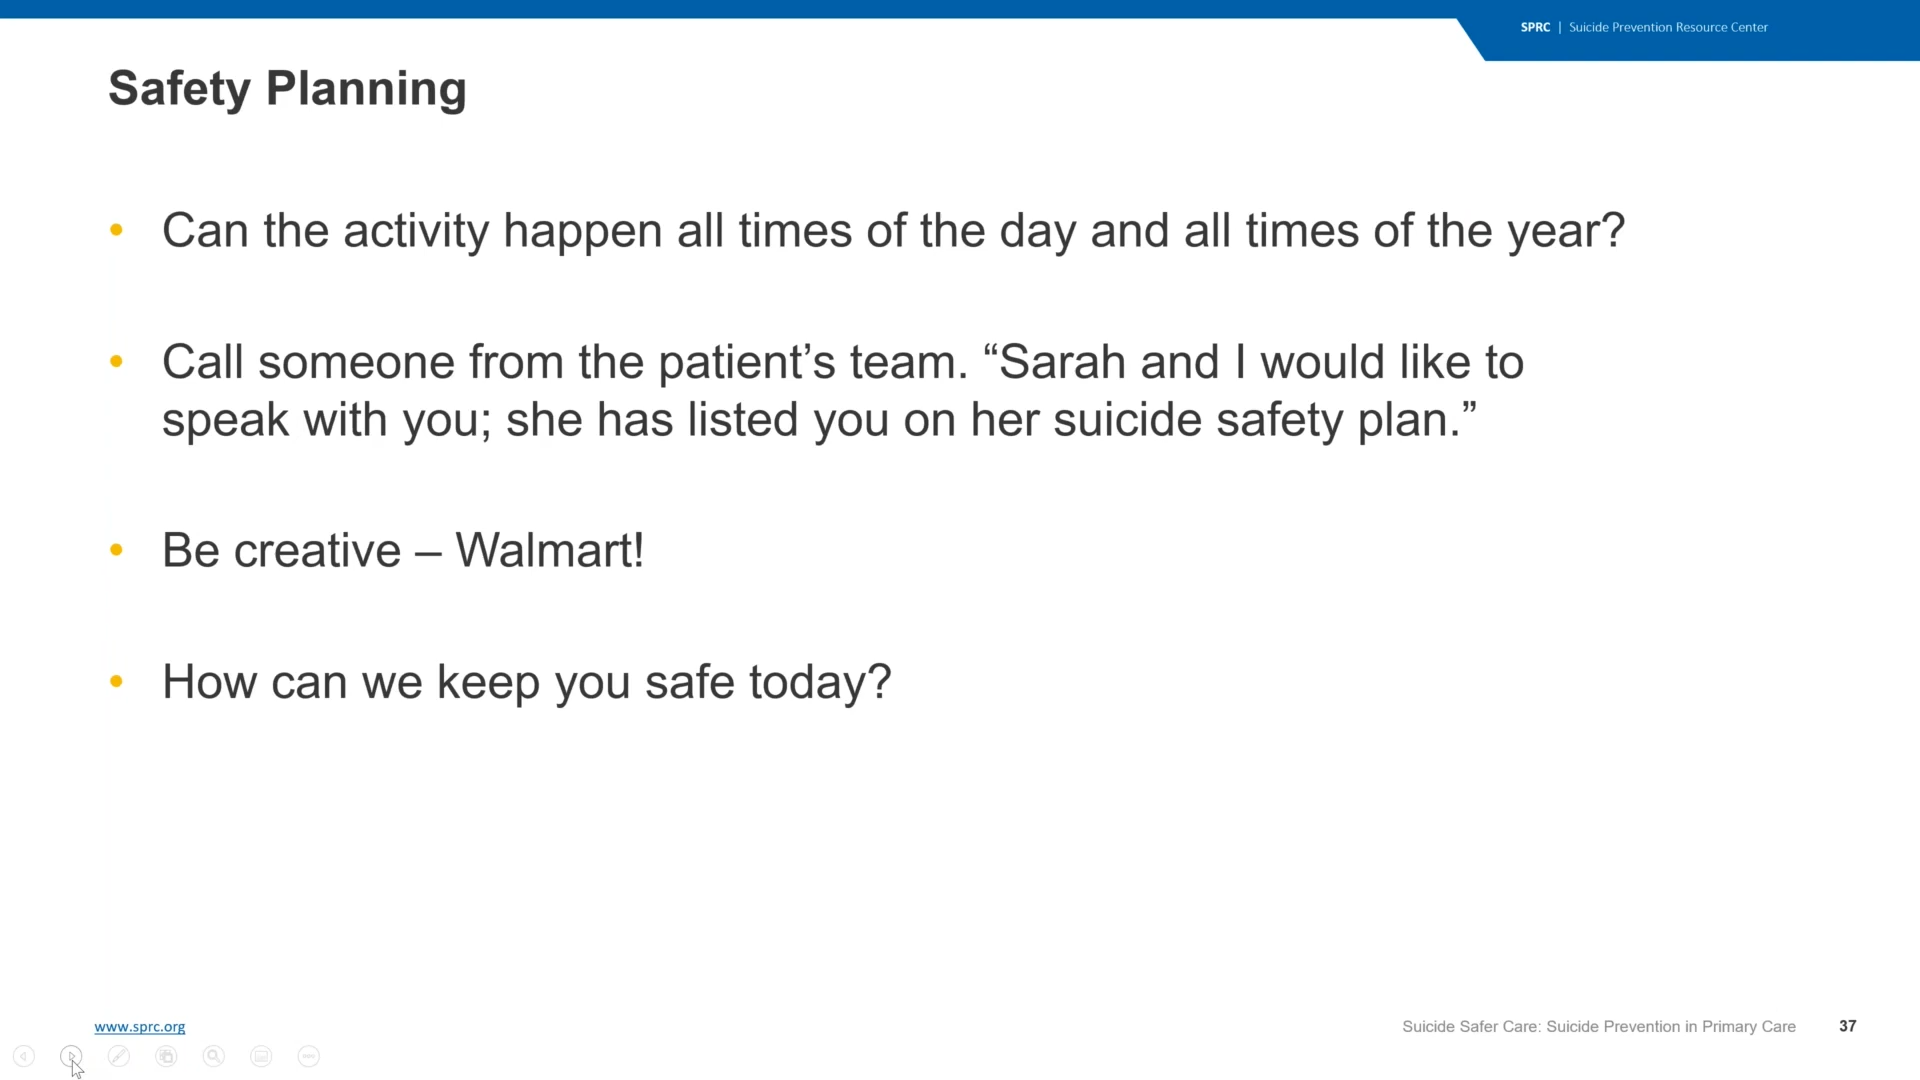 SPRC | Suicide Prevention Resource Center
Safety Planning
• Can the activity happen all times of the day and all times of the year?
• Call someone from the patient’s team. “Sarah and I would like to
speak with you; she has listed you on her suicide safety plan.”
• Be creative – Walmart!
• How can we keep you safe today?
www.sprc.org
Suicide Safer Care: Suicide Prevention in Primary Care 37